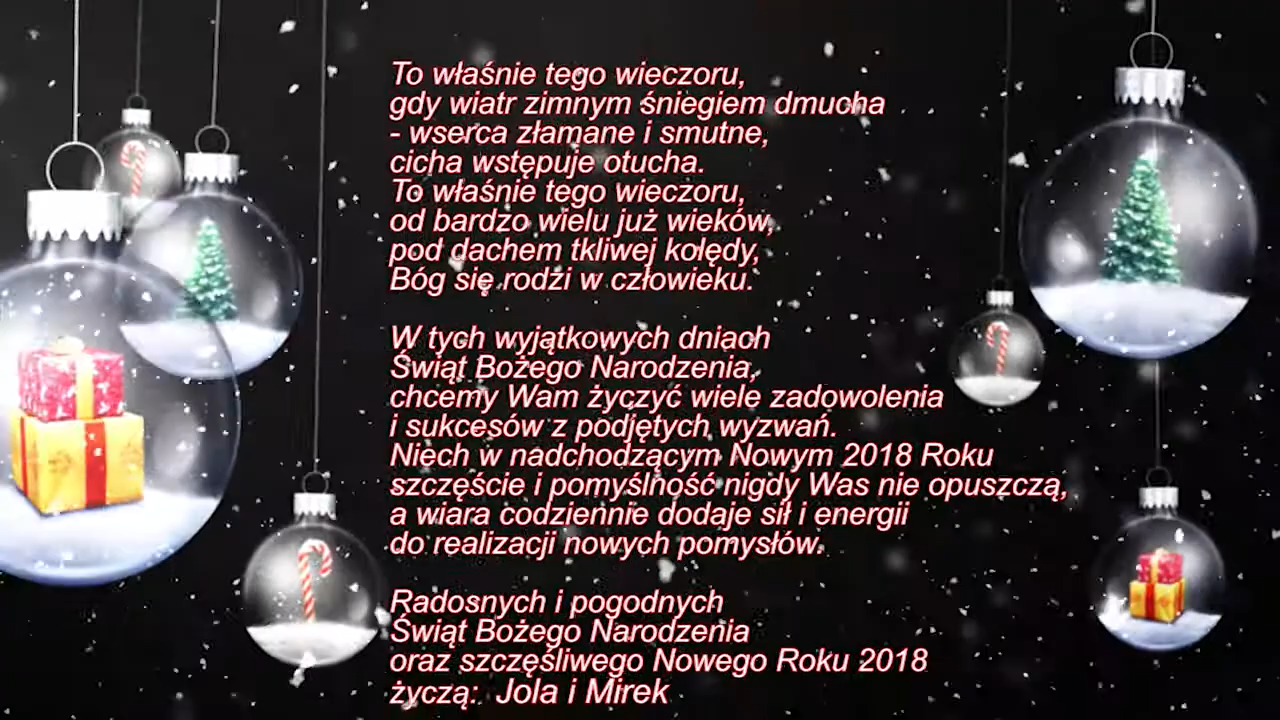 To właśnie tego wieczoru,
gdy wiatr zimnym śniegiem dmucha
- wserca złamane i smutne,
cicha wstępuje otucha.
To właśnie tego wieczoru,
od bardzo wielu już wieków,
pod dachem tkliwej kolędy,
Bóg się rodzi w człowieku.
W tych wyjątkowych dniach
Świąt Bożego Narodzenia,
chcemy Wam życzyć wiele zadowolenia
i sukcesów z podjętych wyzwań.
Niech w nadchodzącym Nowym 2018 Roku
szczęście i pomyślność nigdy Was nie opuszczą,
a wiara codziennie dodaje sił i energii
do realizacji nowych pomysłów.
Radosnych i pogodnych
Świąt Bożego Narodzenia
oraz szczęśliwego Nowego Roku 2018
życzą: Jola i Mirek